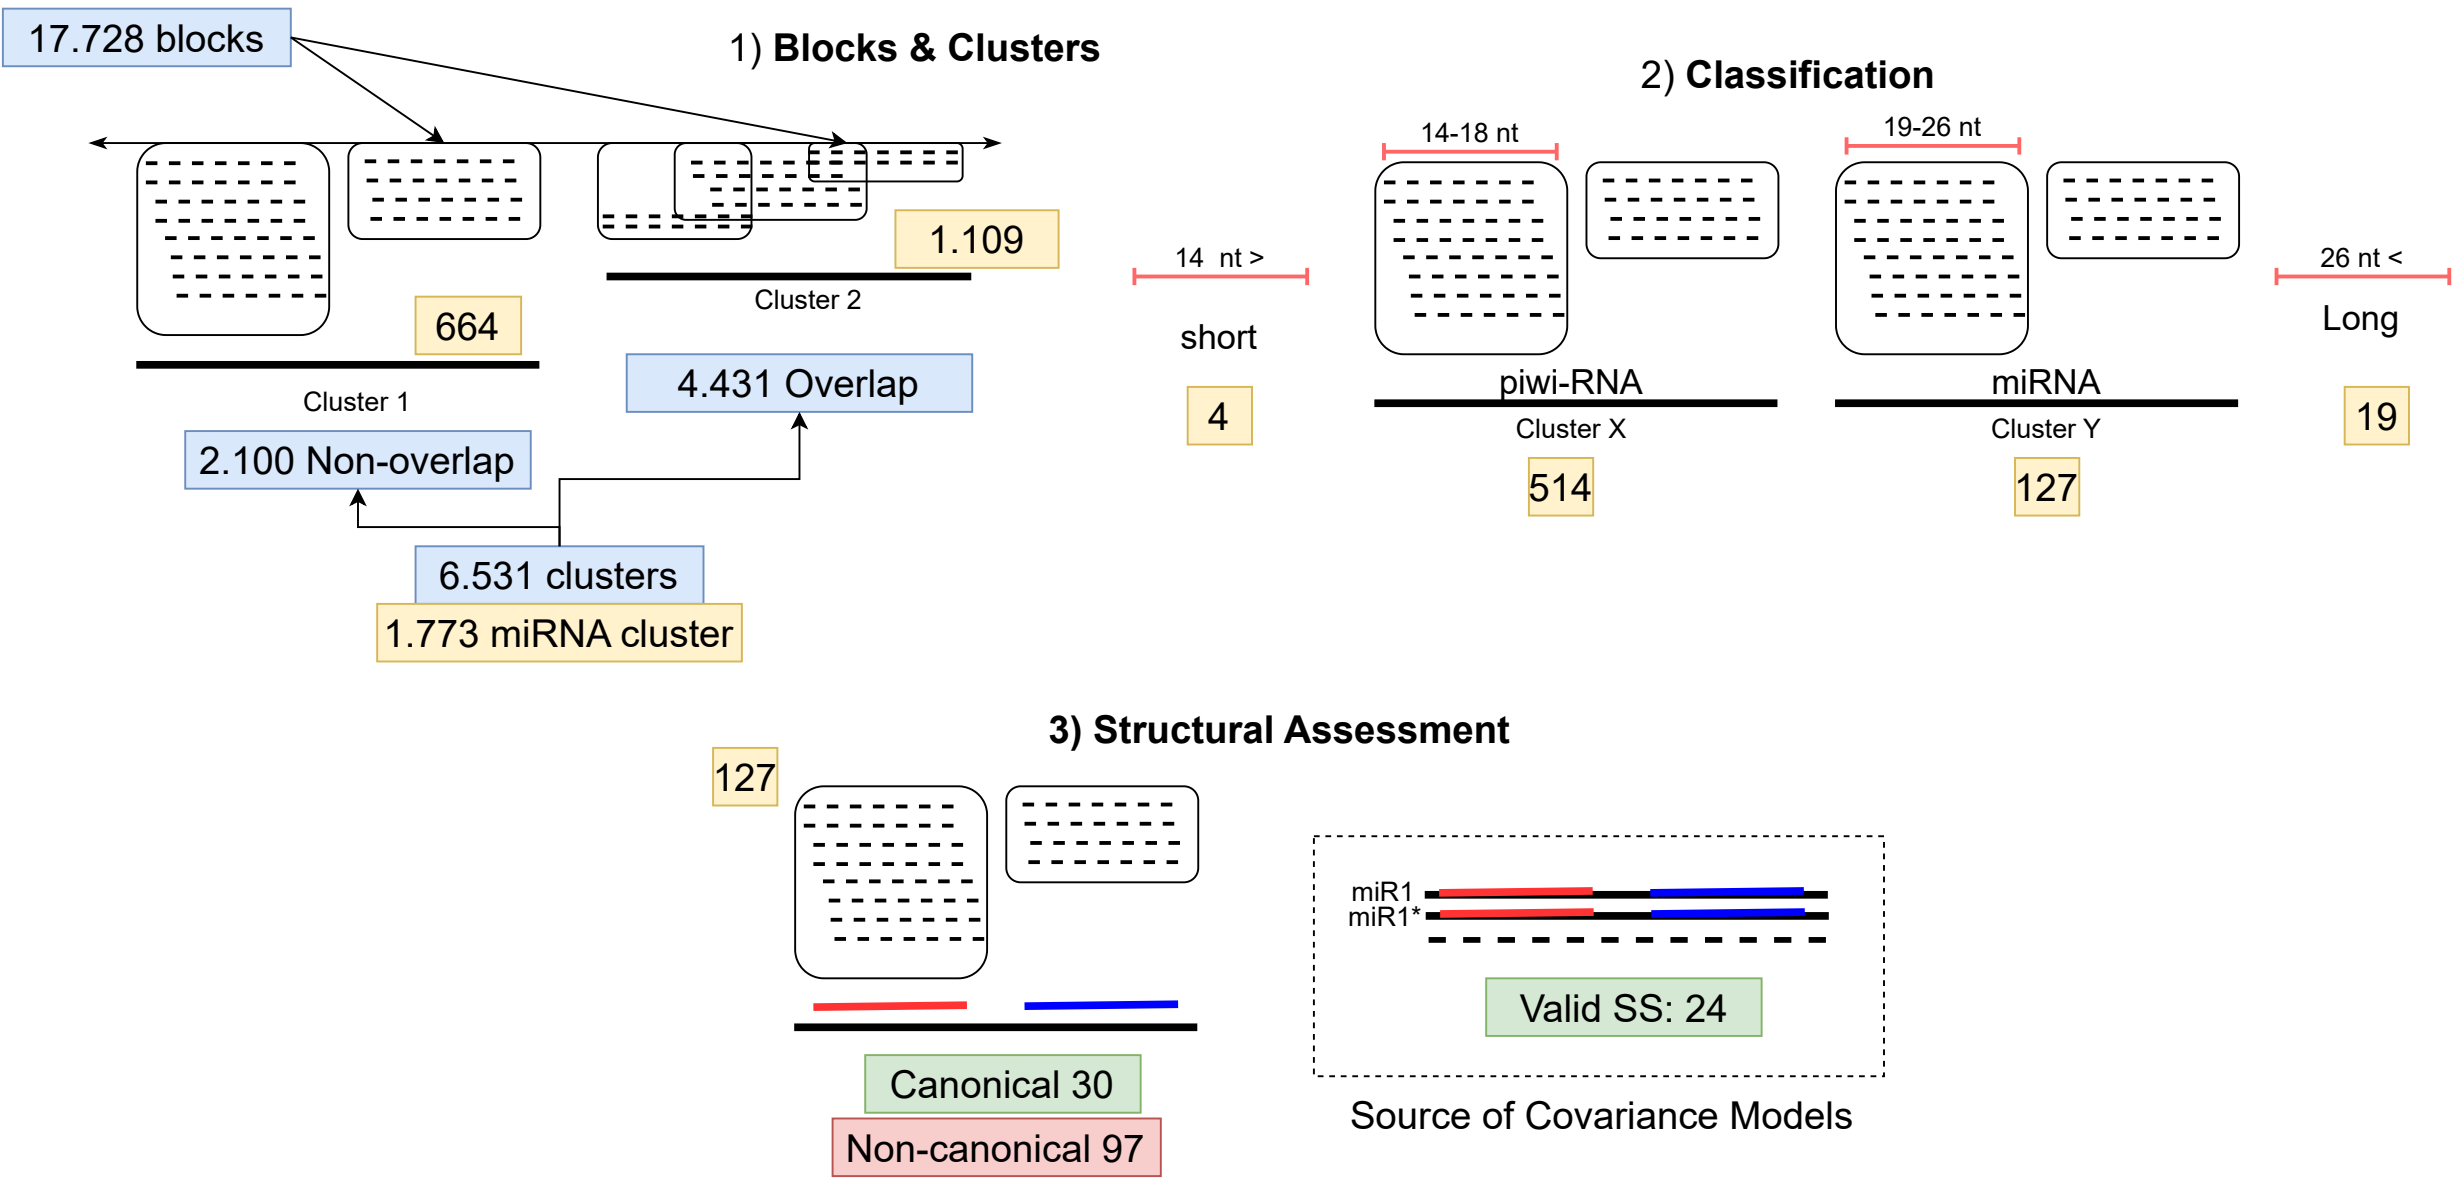 17.728 blocks
1) Blocks & Clusters
1.109
Cluster 2
664
Cluster 1
4.431 Overlap
2.100 Non-overlap
6.531 clusters
1.773 miRNA cluster
2) Classification
14-18 nt
19-26 nt
14 nt >
short
4
piwi-RNA
Cluster X
514
miRNA
Cluster Y
127
26 nt <
Long
19
3) Structural Assessment
127
Canonical 30
Non-canonical 97
miR1
miR1*
Valid SS: 24
Source of Covariance Models